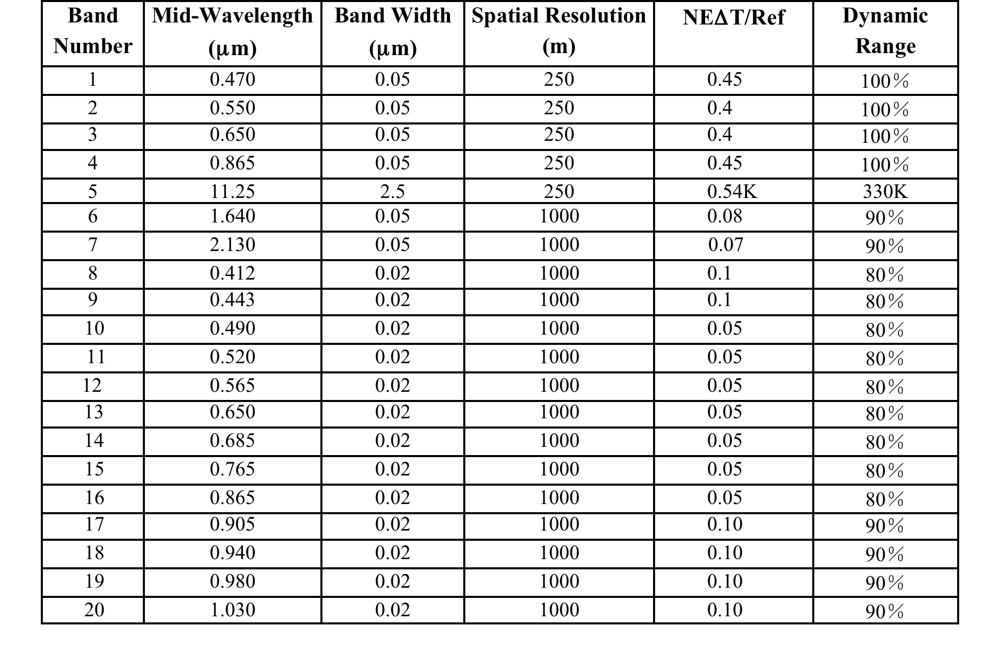 Band Number Mid-Wavelength (μm) Band Width (μm) Spatial Resolution (m) NEΔT/Ref Dynamic Range
1 0.470 0.05 250 0.45 100%
2 0.550 0.05 250 0.4 100%
3 0.650 0.05 250 0.4 100%
4 0.865 0.05 250 0.45 100%
5 11.25 2.5 250 0.54K 330K
6 1.640 0.05 1000 0.08 90%
7 2.130 0.05 1000 0.07 90%
8 0.412 0.02 1000 0.1 80%
9 0.443 0.02 1000 0.1 80%
10 0.490 0.02 1000 0.05 80%
11 0.520 0.02 1000 0.05 80%
12 0.565 0.02 1000 0.05 80%
13 0.650 0.02 1000 0.05 80%
14 0.685 0.02 1000 0.05 80%
15 0.765 0.02 1000 0.05 80%
16 0.865 0.02 1000 0.05 80%
17 0.905 0.02 1000 0.10 90%
18 0.940 0.02 1000 0.10 90%
19 0.980 0.02 1000 0.10 90%
20 1.030 0.02 1000 0.10 90%